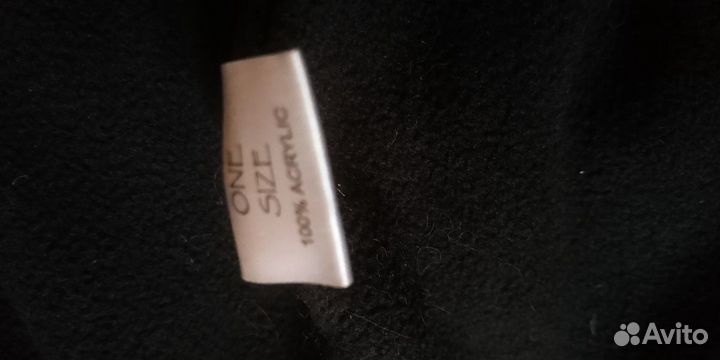 ONE
SIZE
100% ACRYLIC
Avito